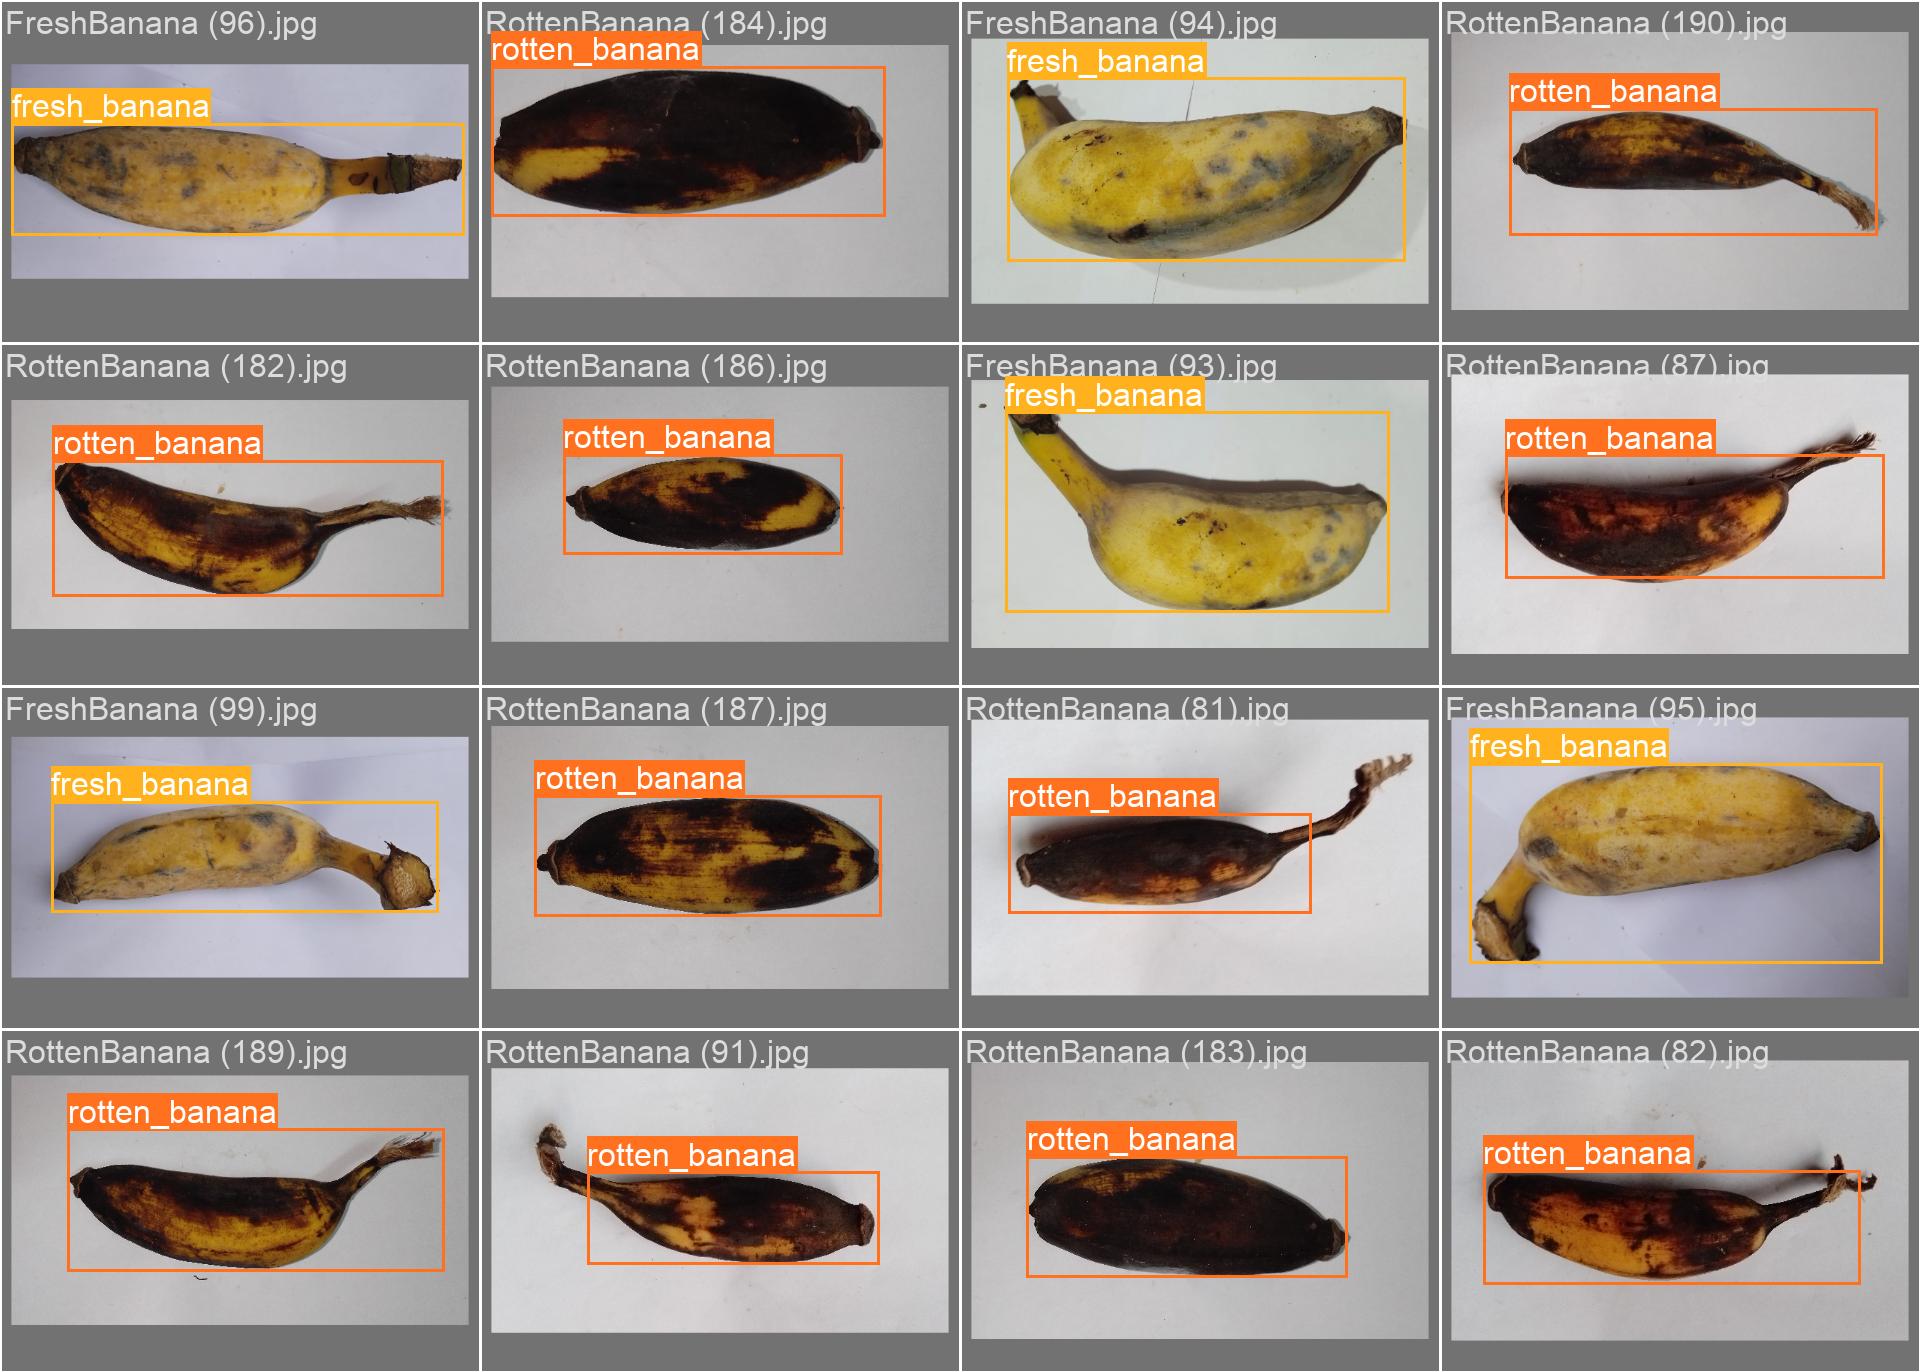 FreshBanana (96).jpg
fresh_banana
RottenBanana (184).jpg
rotten_banana
FreshBanana (94).jpg
fresh_banana
RottenBanana (190).jpg
rotten_banana
RottenBanana (182).jpg
rotten_banana
RottenBanana (186).jpg
rotten_banana
FreshBanana (93).jpg
fresh_banana
RottenBanana (87).jpg
rotten_banana
FreshBanana (99).jpg
fresh_banana
RottenBanana (187).jpg
rotten_banana
RottenBanana (81).jpg
rotten_banana
FreshBanana (95).jpg
fresh_banana
RottenBanana (189).jpg
rotten_banana
RottenBanana (91).jpg
rotten_banana
RottenBanana (183).jpg
rotten_banana
RottenBanana (82).jpg
rotten_banana